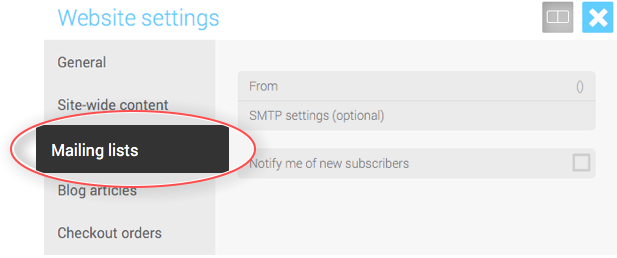 Website settings
General
Site-wide content
Mailing lists
Blog articles
Checkout orders
From ()
SMTP settings (optional)
Notify me of new subscribers